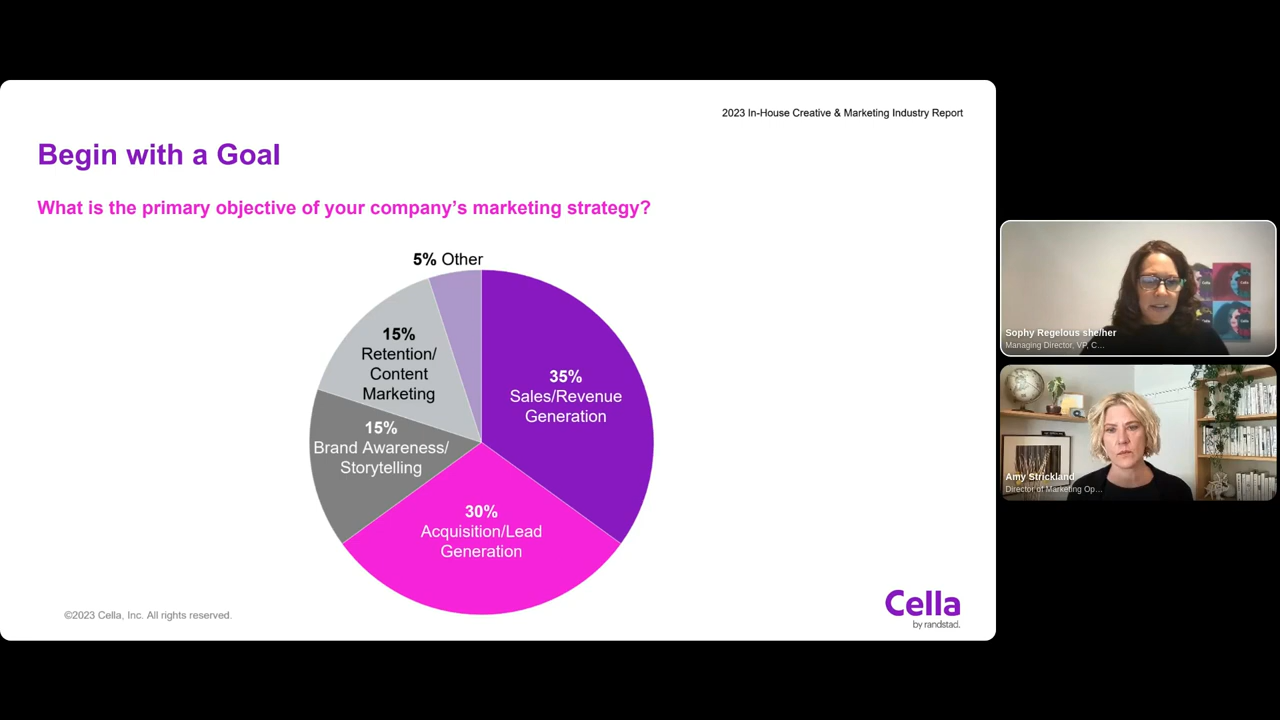 2023 In-House Creative & Marketing Industry Report
Begin with a Goal
What is the primary objective of your company’s marketing strategy?
5% Other
15%
Retention/
Content
Marketing
35%
Sales/Revenue
Generation
15%
Brand Awareness/
Storytelling
30%
Acquisition/Lead
Generation
©2023 Cella, Inc. All rights reserved.
Cella
by randstad.
Sophy Regelous she/her
Managing Director, VP, C...
Amy Strickland
Director of Marketing Op...